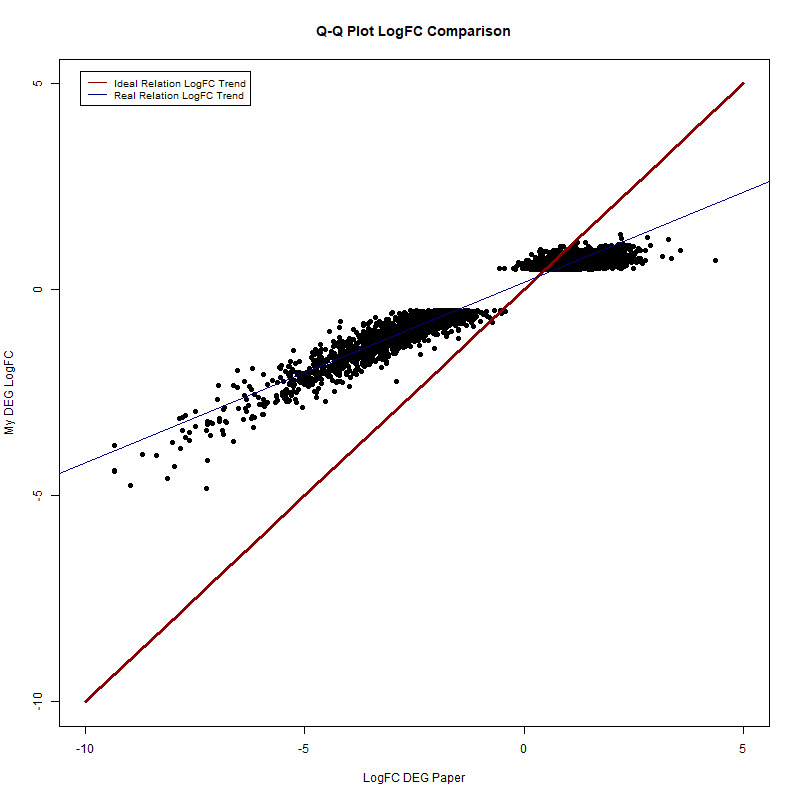 Q-Q Plot LogFC Comparison
Ideal Relation LogFC Trend
Real Relation LogFC Trend
My DEG LogFC
5
0
-5
-10
-10
-5
0
5
LogFC DEG Paper